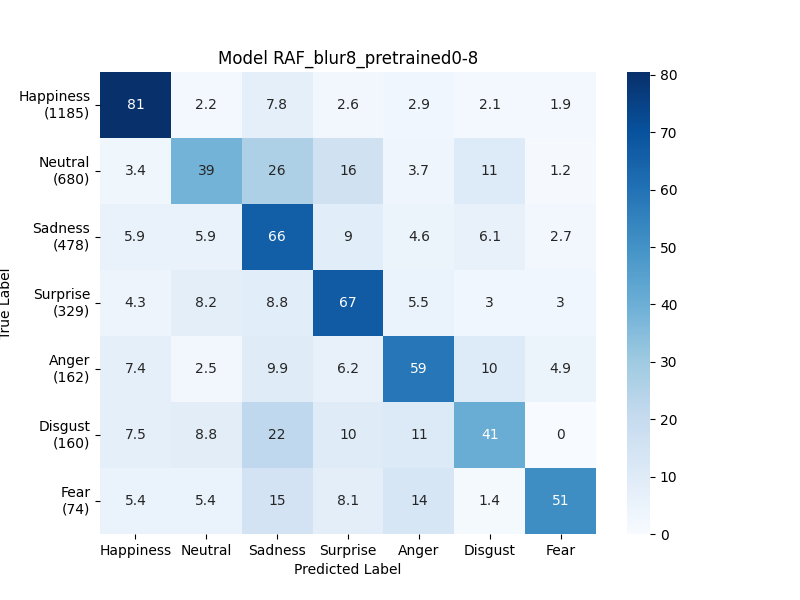 Model RAF_blur8_pretrained0-8
True Label
Happiness
(1185)
81 2.2 7.8 2.6 2.9 2.1 1.9
Neutral
(680)
3.4 39 26 16 3.7 11 1.2
Sadness
(478)
5.9 5.9 66 9 4.6 6.1 2.7
Surprise
(329)
4.3 8.2 8.8 67 5.5 3 3
Anger
(162)
7.4 2.5 9.9 6.2 59 10 4.9
Disgust
(160)
7.5 8.8 22 10 11 41 0
Fear
(74)
5.4 5.4 15 8.1 14 1.4 51
Happiness Neutral Sadness Surprise Anger Disgust Fear
Predicted Label
80
70
60
50
40
30
20
10
0